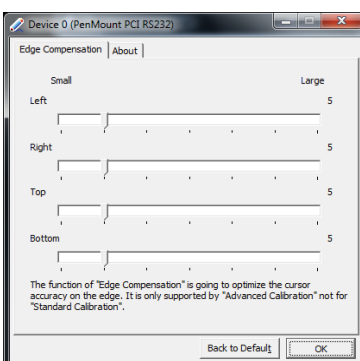 Device 0 (PenMount PCI RS232)
Edge Compensation About
Small Large
Left 5
Right 5
Top 5
Bottom 5
The function of "Edge Compensation" is going to optimize the cursor
accuracy on the edge. It is only supported by "Advanced Calibration" not for
"Standard Calibration".
Back to Default OK